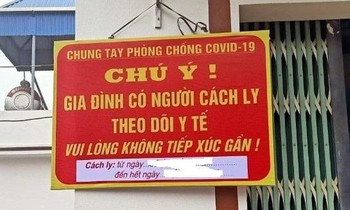 CHUNG TAY PHÒNG CHỐNG COVID-19
CHÚ Ý !
GIA ĐÌNH CÓ NGƯỜI CÁCH LY
THEO DÕI Y TẾ
VUI LÒNG KHÔNG TIẾP XÚC GẦN !
Cách ly: từ ngày
đến hết ngày